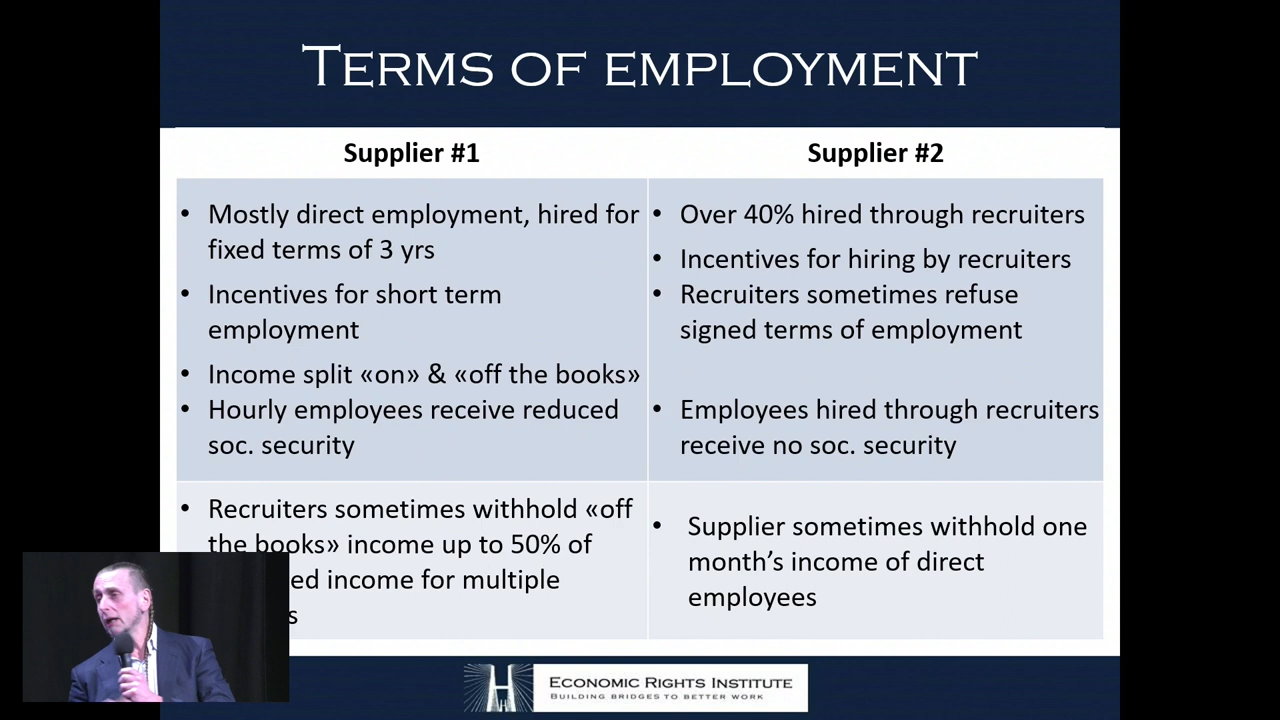 TERMS OF EMPLOYMENT
Supplier #1
• Mostly direct employment, hired for
fixed terms of 3 yrs
• Incentives for short term
employment
• Income split «on» & «off the books»
• Hourly employees receive reduced
soc. security
• Recruiters sometimes withhold «off
the books» income up to 50% of
income for multiple
Supplier #2
• Over 40% hired through recruiters
• Incentives for hiring by recruiters
• Recruiters sometimes refuse
signed terms of employment
• Employees hired through recruiters
receive no soc. security
• Supplier sometimes withhold one
month’s income of direct
employees
ECONOMIC RIGHTS INSTITUTE
BUILDING BRIDGES TO BETTER WORK